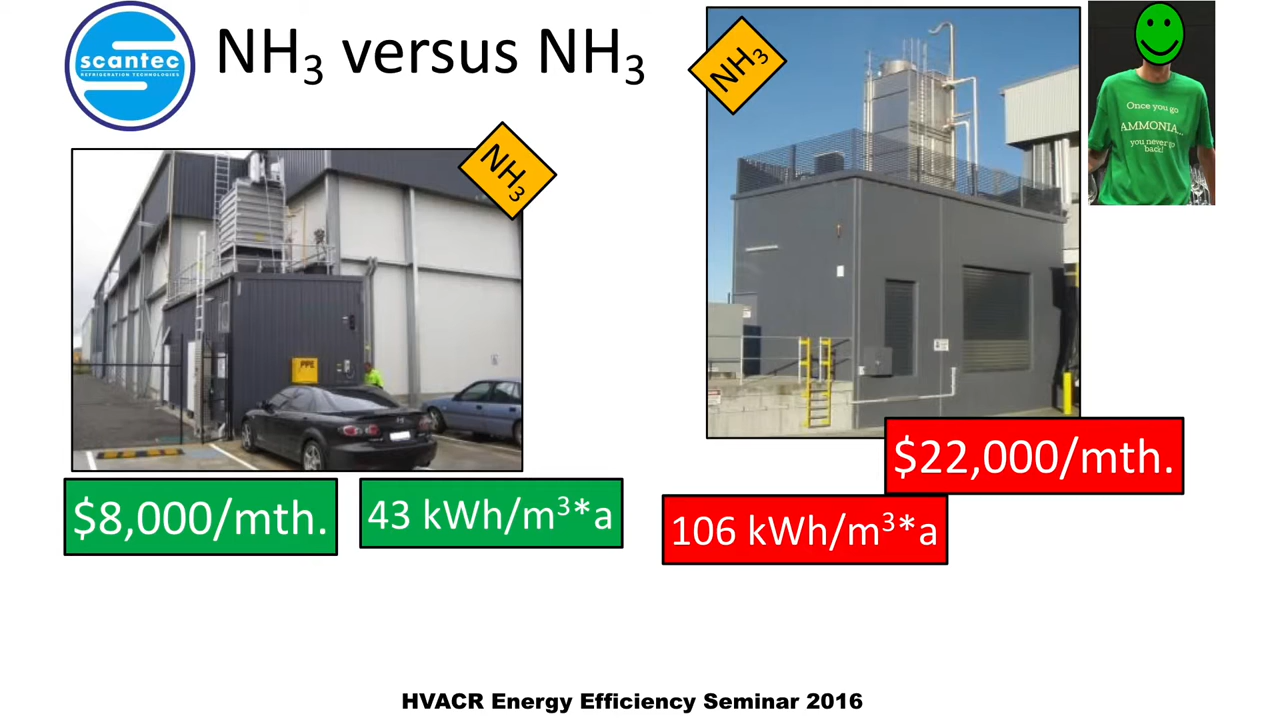 scantec
REFRIGERATION TECHNOLOGIES
NH₃ versus NH₃
NH₃
NH₃
Once you go
AMMONIA...
you never go
back!
PPE
$8,000/mth.
43 kWh/m³*a
$22,000/mth.
106 kWh/m³*a
HVACR Energy Efficiency Seminar 2016